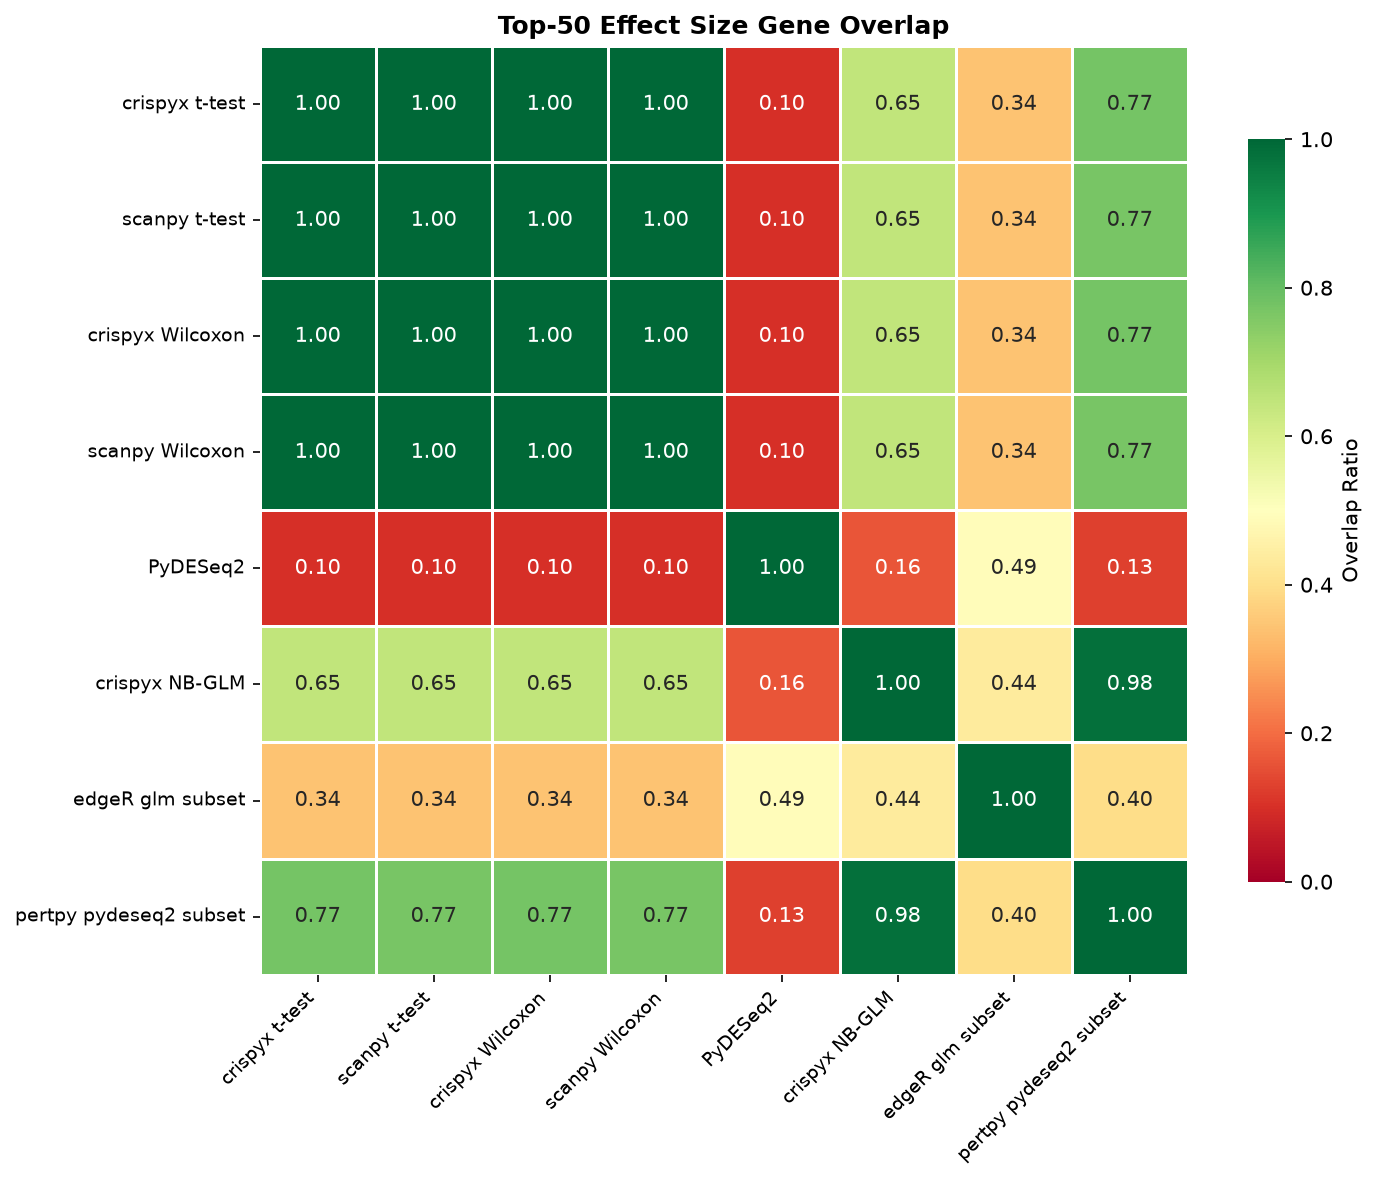 Top-50 Effect Size Gene Overlap
crispyx t-test 1.00 1.00 1.00 1.00 0.10 0.65 0.34 0.77
scanpy t-test 1.00 1.00 1.00 1.00 0.10 0.65 0.34 0.77
crispyx Wilcoxon 1.00 1.00 1.00 1.00 0.10 0.65 0.34 0.77
scanpy Wilcoxon 1.00 1.00 1.00 1.00 0.10 0.65 0.34 0.77
PyDESeq2 0.10 0.10 0.10 0.10 1.00 0.16 0.49 0.13
crispyx NB-GLM 0.65 0.65 0.65 0.65 0.16 1.00 0.44 0.98
edgeR glm subset 0.34 0.34 0.34 0.34 0.49 0.44 1.00 0.40
pertpy pydeseq2 subset 0.77 0.77 0.77 0.77 0.13 0.98 0.40 1.00
crispyx t-test
scanpy t-test
crispyx Wilcoxon
scanpy Wilcoxon
PyDESeq2
crispyx NB-GLM
edgeR glm subset
pertpy pydeseq2 subset
1.0
0.8
0.6
0.4
0.2
0.0
Overlap Ratio